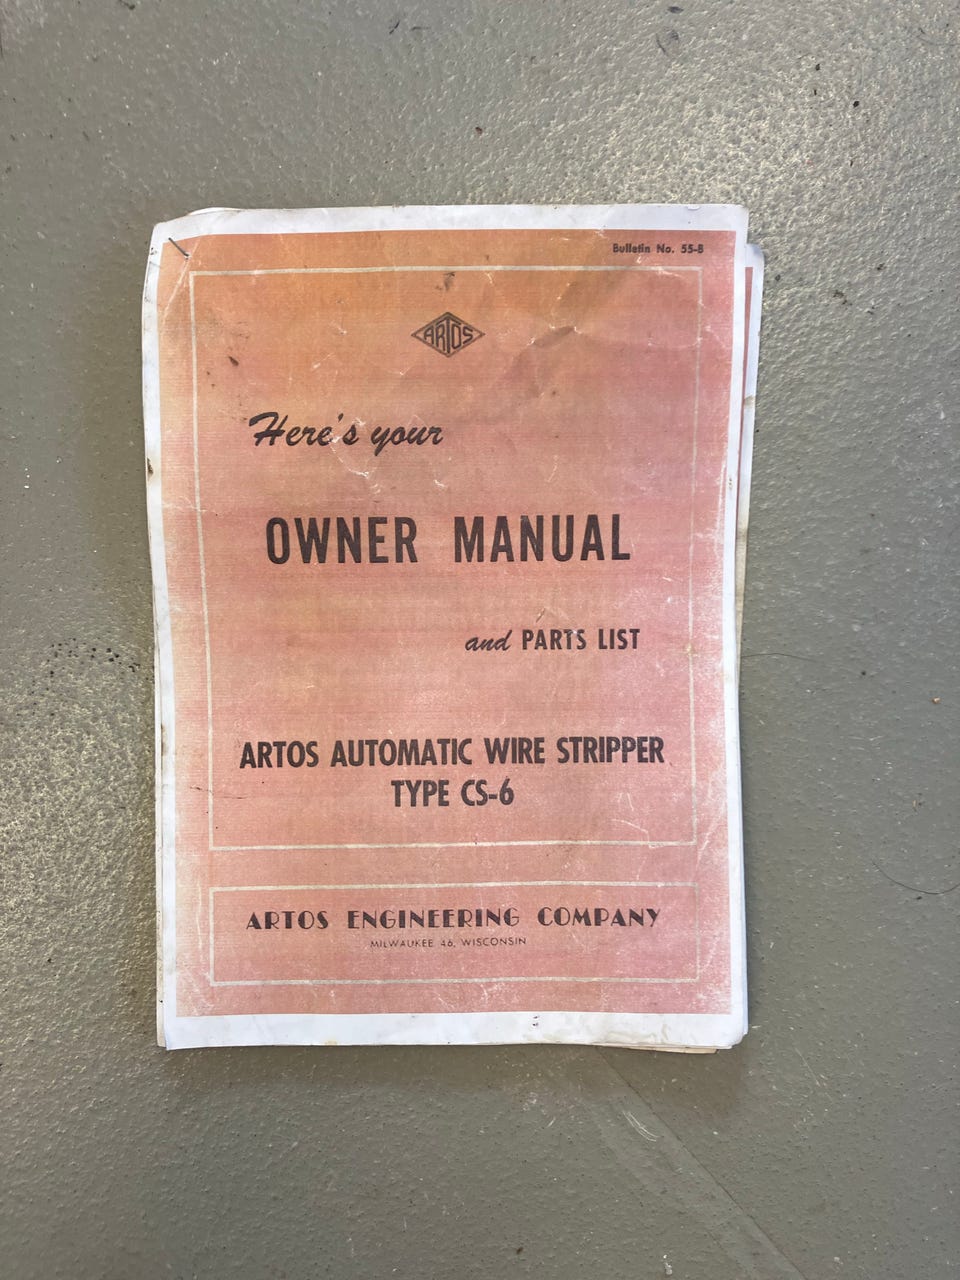 Bulletin No. 55-B
ARTOS
Here's your
OWNER MANUAL
and PARTS LIST
ARTOS AUTOMATIC WIRE STRIPPER
TYPE CS-6
ARTOS ENGINEERING COMPANY
MILWAUKEE 46, WISCONSIN